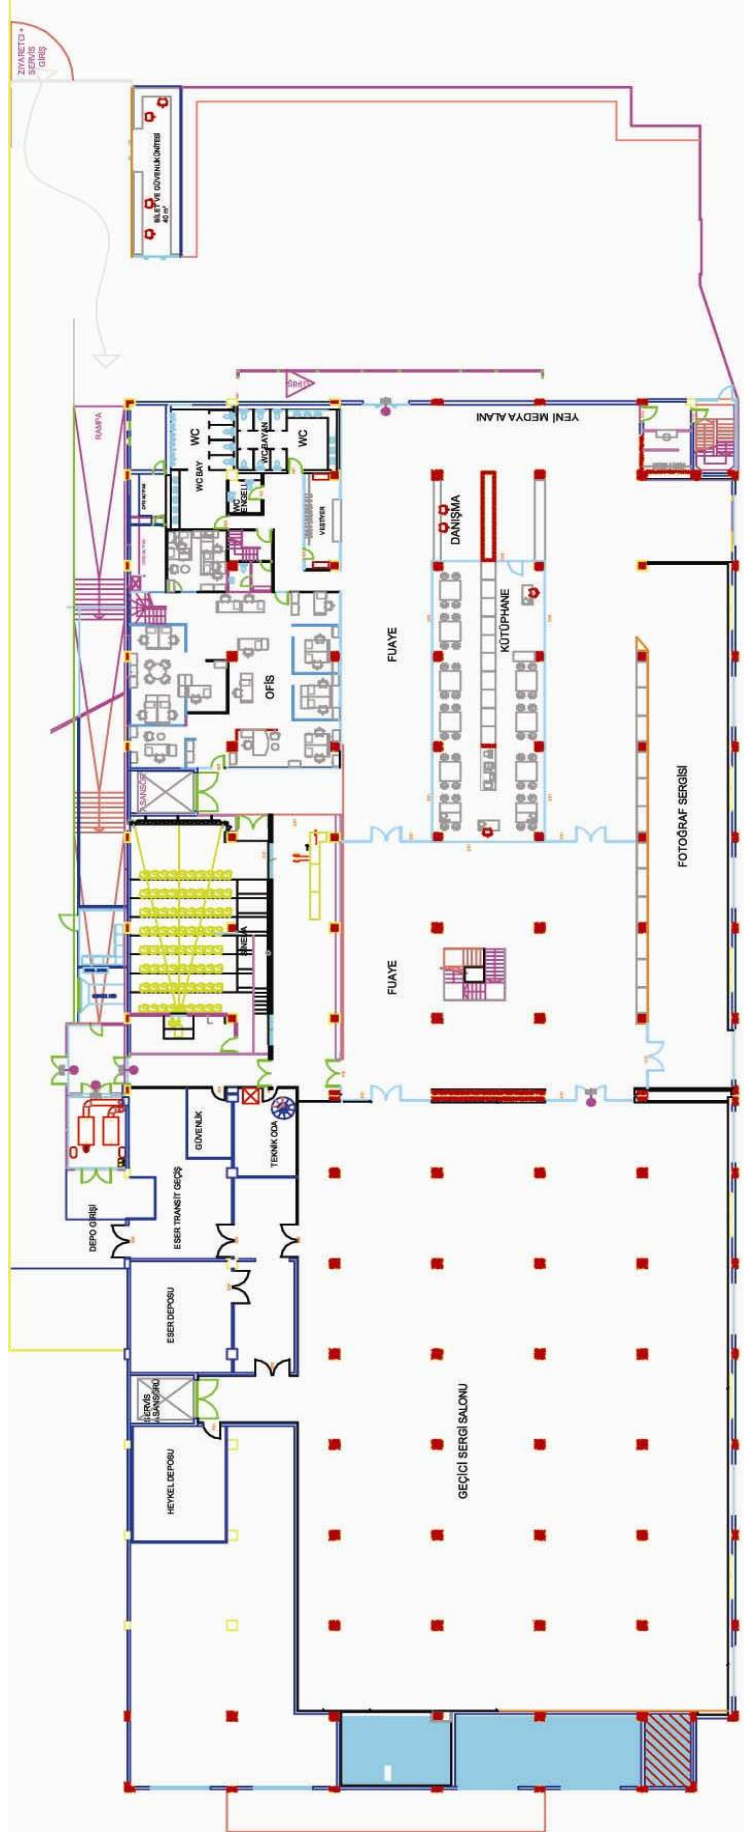 ZİYARETÇİ +
SERVİS
GİRİŞ
BİLET VE GÜVENLİK ÜNİTESİ
40 m²
GİRİŞ
RAMPA
WC
WC BAY
WC BAYAN
WC
WC
ENGELLİ
VESTİYER
YENİ MEDYA ALANI
DANIŞMA
KÜTÜPHANE
FUAYE
OFİS
ASANSÖR
FOTOĞRAF SERGİSİ
SİNEMA
FUAYE
GÜVENLİK
TEKNİK ODA
DEPO GİRİŞİ
ESER TRANSİT GEÇİŞ
ESER DEPOSU
SERVİS
ASANSÖRÜ
HEYKEL DEPOSU
GEÇİCİ SERGİ SALONU